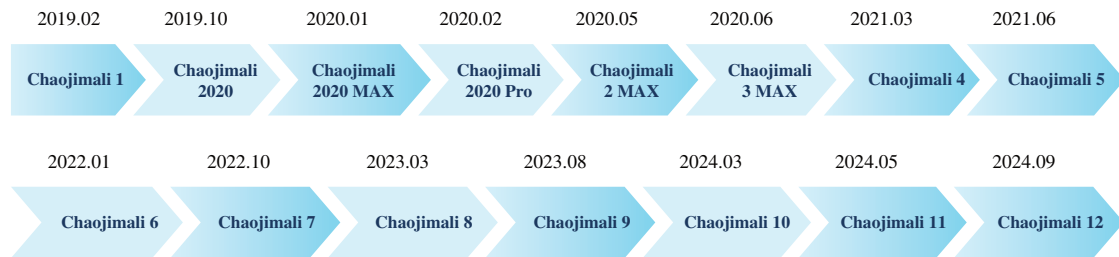 2019.02 2019.10 2020.01 2020.02 2020.05 2020.06 2021.03 2021.06
Chaojimali 1
Chaojimali
2020
Chaojimali
2020 MAX
Chaojimali
2020 Pro
Chaojimali
2 MAX
Chaojimali
3 MAX
Chaojimali 4
Chaojimali 5
2022.01 2022.10 2023.03 2023.08 2024.03 2024.05 2024.09
Chaojimali 6
Chaojimali 7
Chaojimali 8
Chaojimali 9
Chaojimali 10
Chaojimali 11
Chaojimali 12